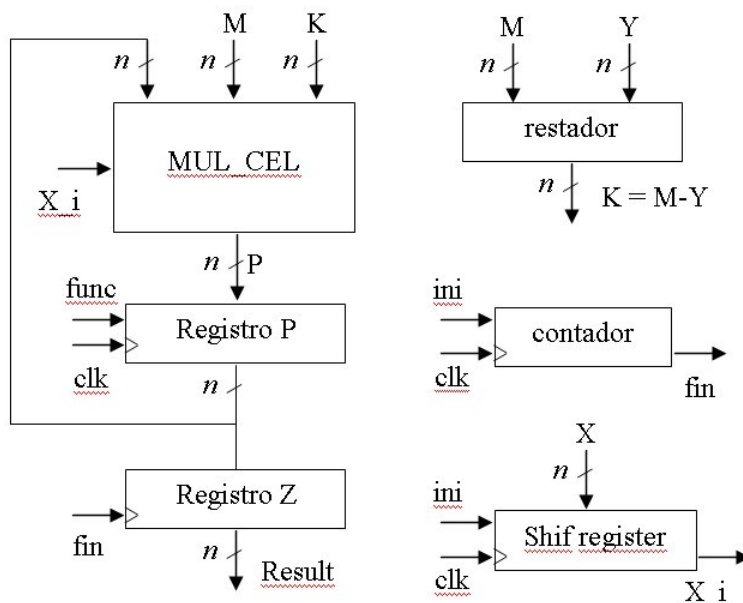 M
K
n
n
n
MUL_CEL
X_i
n
P
func
clk
Registro P
n
Registro Z
fin
n
Result
M
Y
n
n
restador
n
K = M-Y
ini
clk
contador
fin
X
n
ini
clk
Shif register
X_i